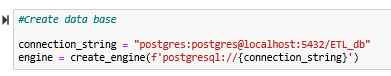 #Create data base
connection_string = "postgres:postgres@localhost:5432/ETL_db"
engine = create_engine(f'postgresql://{connection_string}')